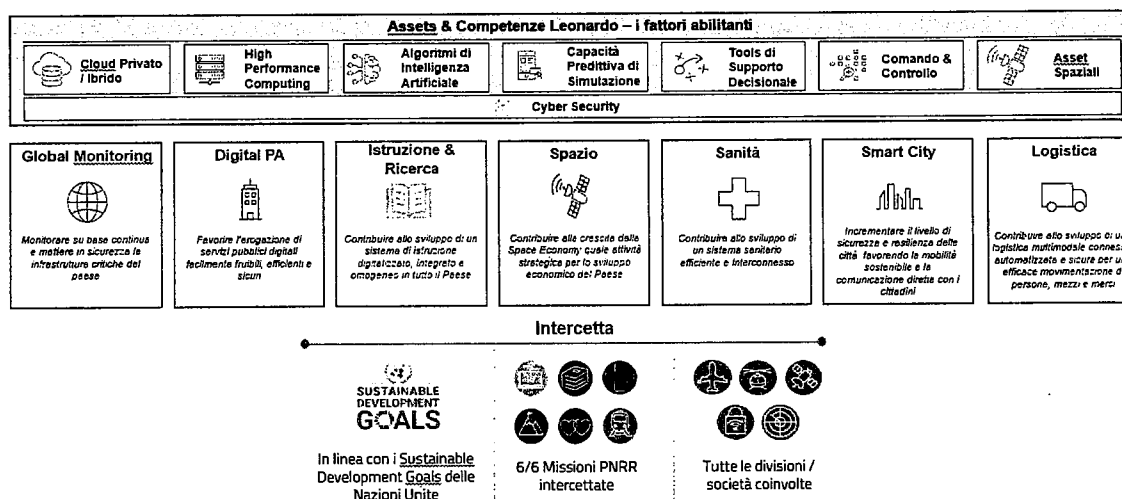 Assets & Competenze Leonardo – i fattori abilitanti
Cloud Privato
/ Ibrido
High
Performance
Computing
Algoritmi di
Intelligenza
Artificiale
Capacità
Predittiva di
Simulazione
Tools di
Supporto
Decisionale
Comando &
Controllo
Asset
Spaziali
Cyber Security
Global Monitoring
Monitorare su base continua
e mettere in sicurezza le
infrastrutture critiche del
paese
Digital PA
Favorire l'erogazione di
servizi pubblici digitali
facilmente fruibili, efficienti e
sicuri
Istruzione &
Ricerca
Contribuire allo sviluppo di un
sistema di istruzione
digitalizzato, integrato e
omogeneo in tutto il Paese
Spazio
Contribuire alla crescita della
Space Economy quale attività
strategica per lo sviluppo
economico del Paese
Sanità
Contribuire allo sviluppo di
un sistema sanitario
efficiente e interconnesso
Smart City
Incrementare il livello di
sicurezza e resilienza delle
città favorendo la mobilità
sostenibile e la
comunicazione diretta con i
cittadini
Logistica
Contribuire allo sviluppo di u
logistica multimodale conness
automatizzata e sicura per un
efficace movimentazione d
persone, mezzi e merci
Intercetta
SUSTAINABLE
DEVELOPMENT
GOALS
In linea con i Sustainable
Development Goals delle
Nazioni Unite
6/6 Missioni PNRR
intercettate
Tutte le divisioni /
società coinvolte